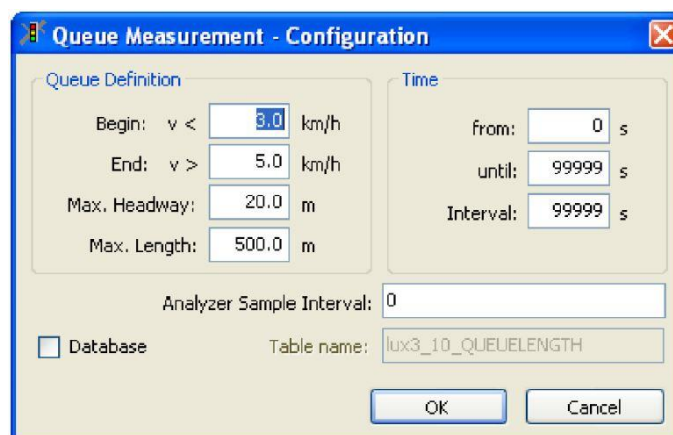 Queue Measurement - Configuration
Queue Definition
Begin: v < 3.0 km/h
End: v > 5.0 km/h
Max. Headway: 20.0 m
Max. Length: 500.0 m
Time
from: 0 s
until: 99999 s
Interval: 99999 s
Analyzer Sample Interval: 0
Database Table name: lux3_10_QUEUELENGTH
OK Cancel